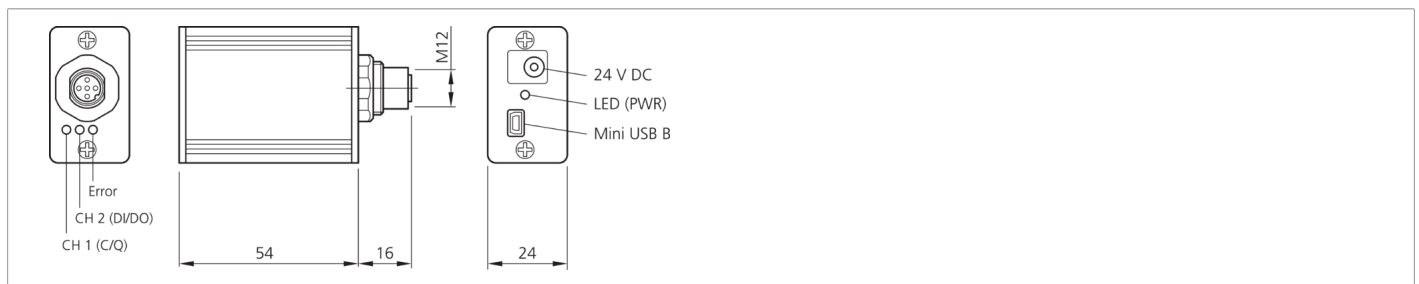 M12
24 V DC
LED (PWR)
Mini USB B
Error
CH 2 (DI/DO)
CH 1 (C/Q)
54
16
24